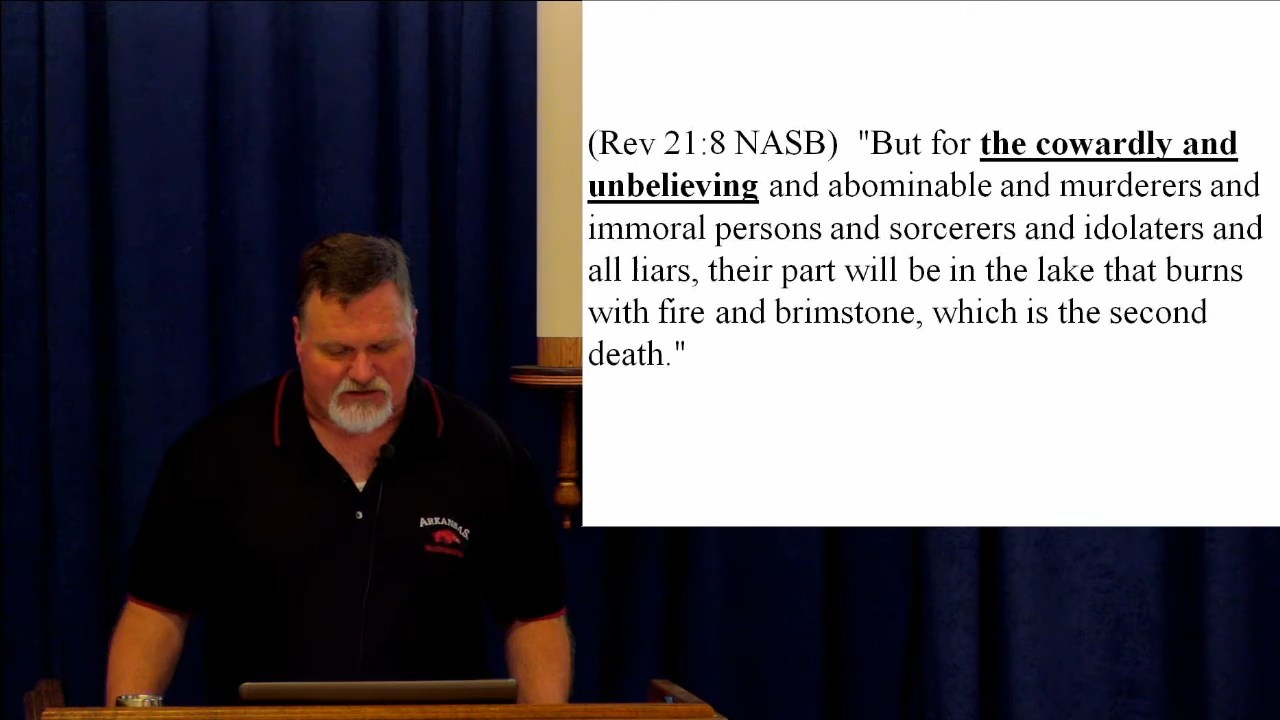 (Rev 21:8 NASB)  "But for the cowardly and
unbelieving and abominable and murderers and
immoral persons and sorcerers and idolaters and
all liars, their part will be in the lake that burns
with fire and brimstone, which is the second
death."
ARKANSAS